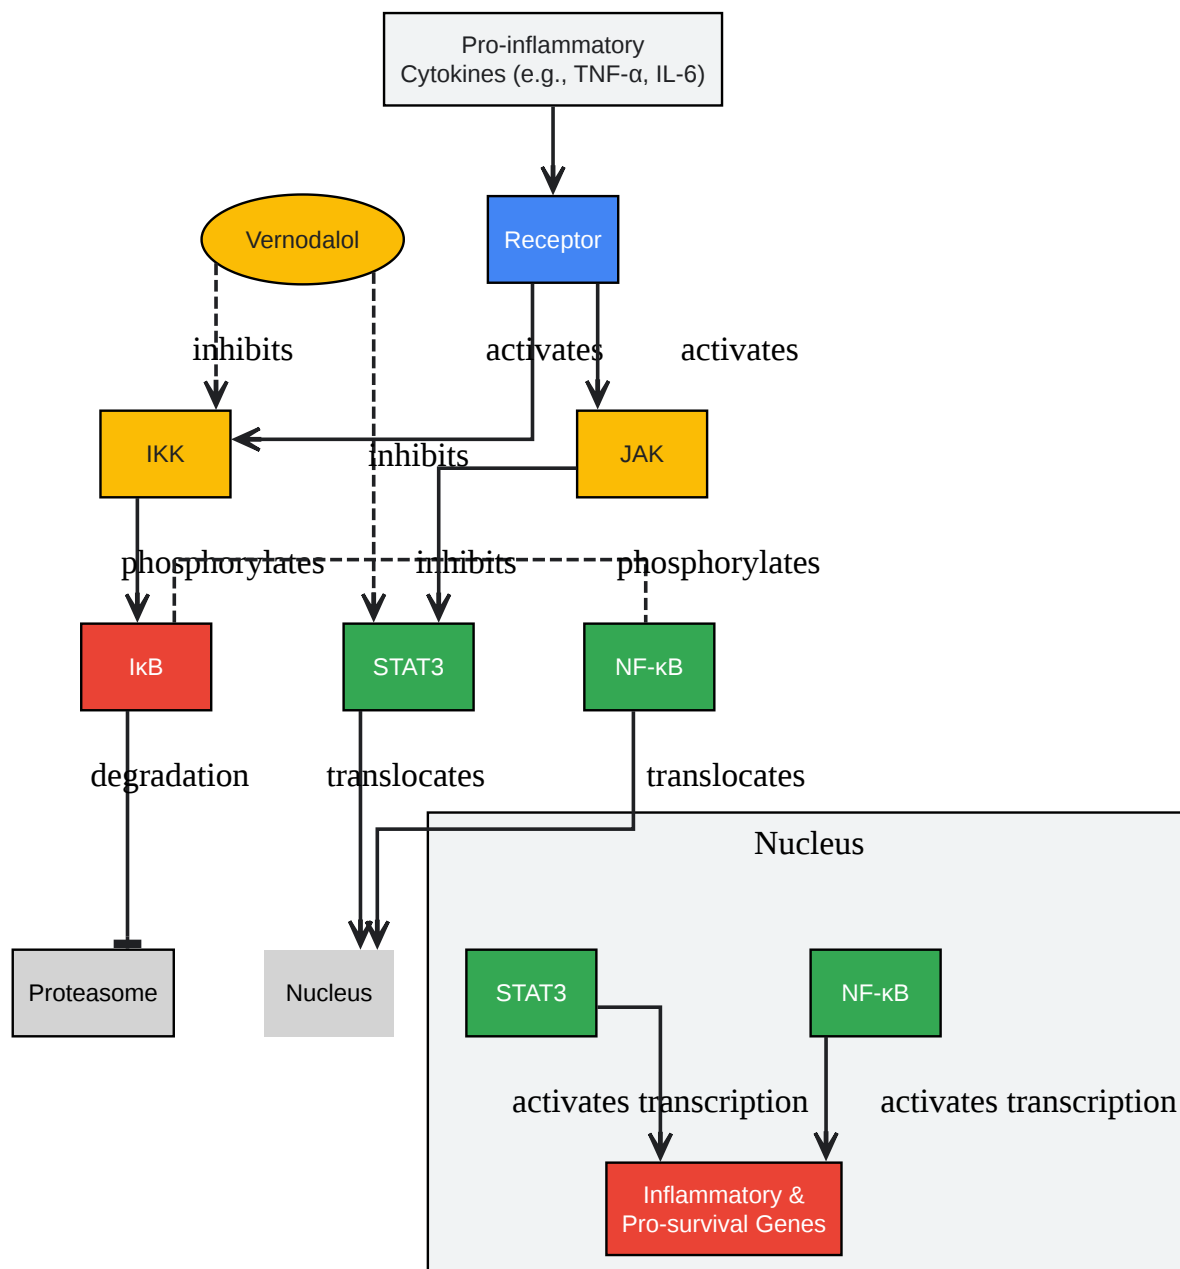 Pro-inflammatory
Cytokines (e.g., TNF-α, IL-6)
Vernodalol
Receptor
inhibits
activates
activates
IKK
inhibits
JAK
phosphorylates
inhibits
phosphorylates
IκB
STAT3
NF-κB
degradation
translocates
translocates
Nucleus
Proteasome
Nucleus
STAT3
NF-κB
activates transcription
activates transcription
Inflammatory &
Pro-survival Genes